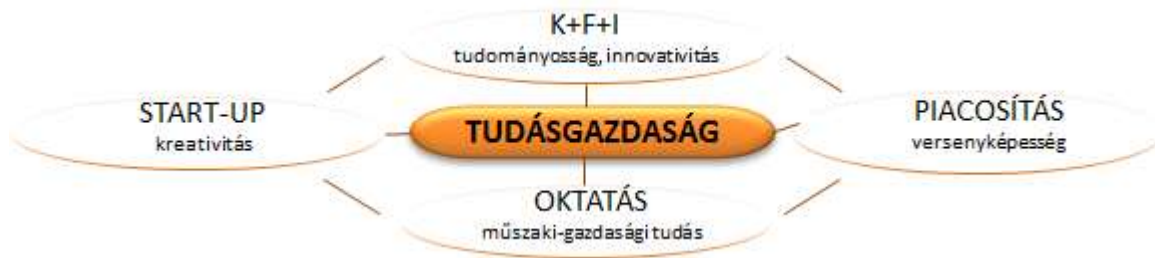 K+F+I
tudományosság, innovativitás
START-UP
kreativitás
TUDÁSGAZDASÁG
PIACOSÍTÁS
versenyképesség
OKTATÁS
műszaki-gazdasági tudás